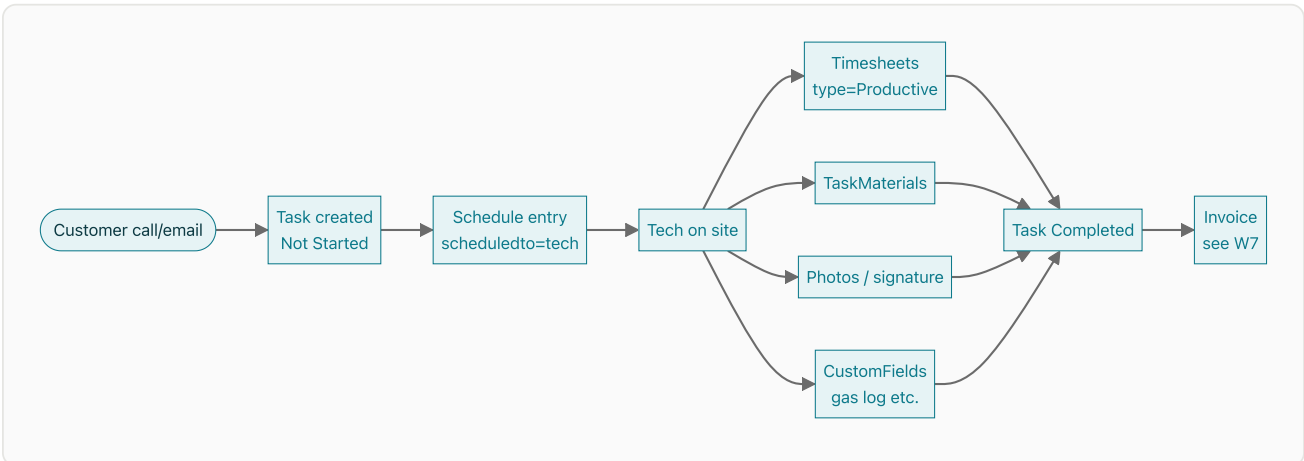 Customer call/email
Task created
Not Started
Schedule entry
scheduledto=tech
Tech on site
Timesheets
type=Productive
TaskMaterials
Photos / signature
CustomFields
gas log etc.
Task Completed
Invoice
see W7